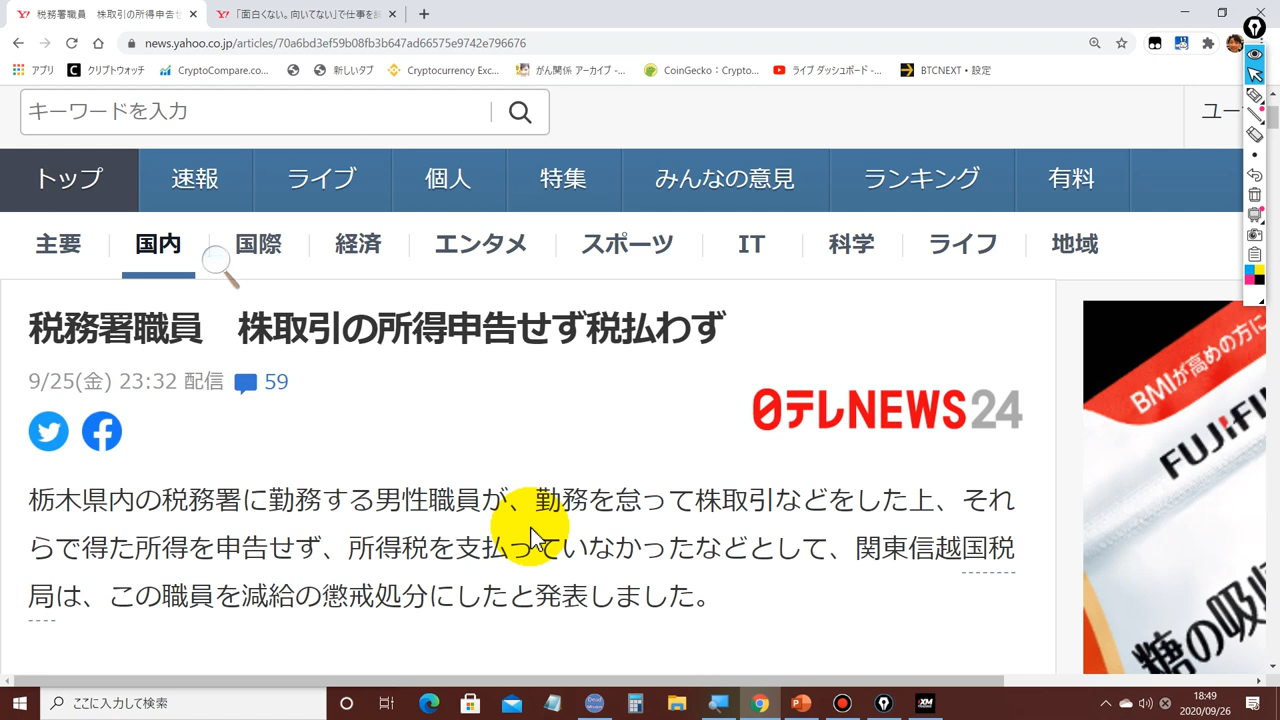 税務署職員 株取引の所得申告せず
「面白くない。向いてない」で仕事を
news.yahoo.co.jp/articles/70a6bd3ef59b08fb3b647ad66575e9742e796676
アプリ クリプトウォッチ CryptoCompare.co... 新しいタブ Cryptocurrency Exc... がん関係 アーカイブ -... CoinGecko：Cryptoc... ライブ ダッシュボード -... BTCNEXT • 設定
キーワードを入力
ユー
トップ 速報 ライブ 個人 特集 みんなの意見 ランキング 有料
主要 国内 国際 経済 エンタメ スポーツ IT 科学 ライフ 地域
税務署職員 株取引の所得申告せず税払わず
9/25(金) 23:32 配信 59
日テレNEWS24
栃木県内の税務署に勤務する男性職員が、勤務を怠って株取引などをした上、それ
らで得た所得を申告せず、所得税を支払っていなかったなどとして、関東信越国税
局は、この職員を減給の懲戒処分にしたと発表しました。
BMIが高めの方に
FUJIFI
糖の吸収
ここに入力して検索
XM
18:49
2020/09/26